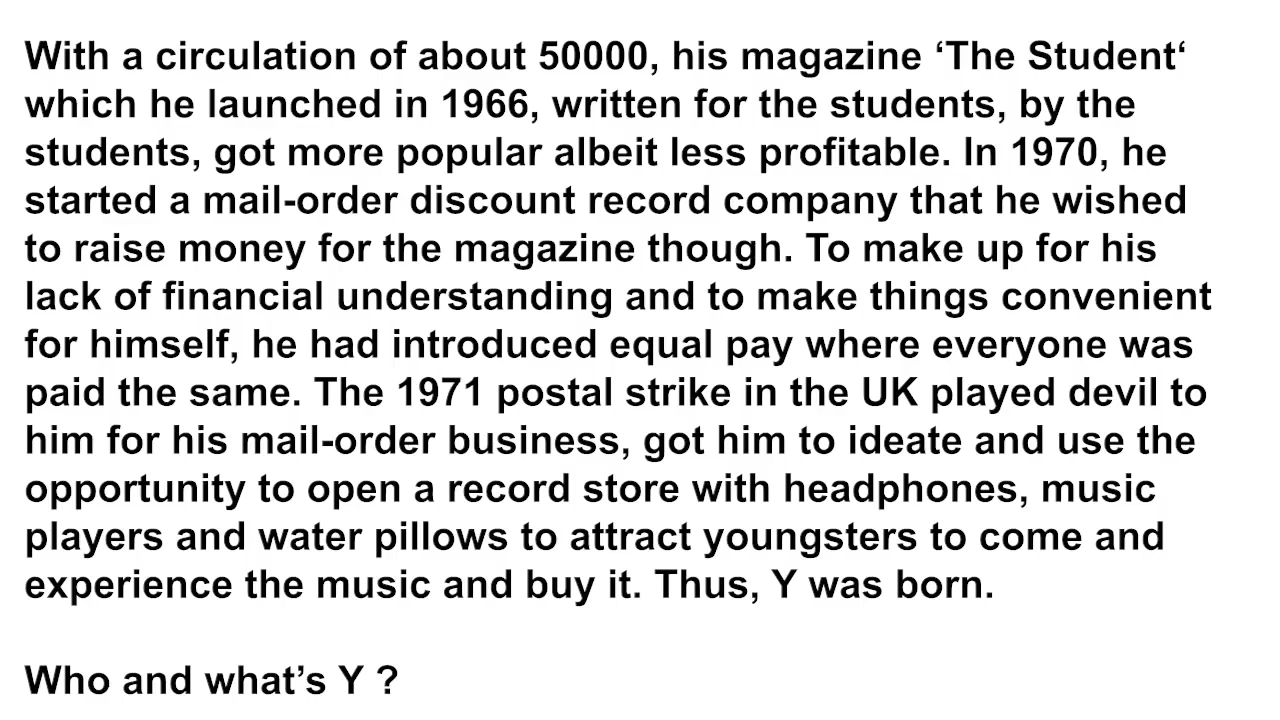 With a circulation of about 50000, his magazine ‘The Student‘
which he launched in 1966, written for the students, by the
students, got more popular albeit less profitable. In 1970, he
started a mail-order discount record company that he wished
to raise money for the magazine though. To make up for his
lack of financial understanding and to make things convenient
for himself, he had introduced equal pay where everyone was
paid the same. The 1971 postal strike in the UK played devil to
him for his mail-order business, got him to ideate and use the
opportunity to open a record store with headphones, music
players and water pillows to attract youngsters to come and
experience the music and buy it. Thus, Y was born.
Who and what’s Y ?